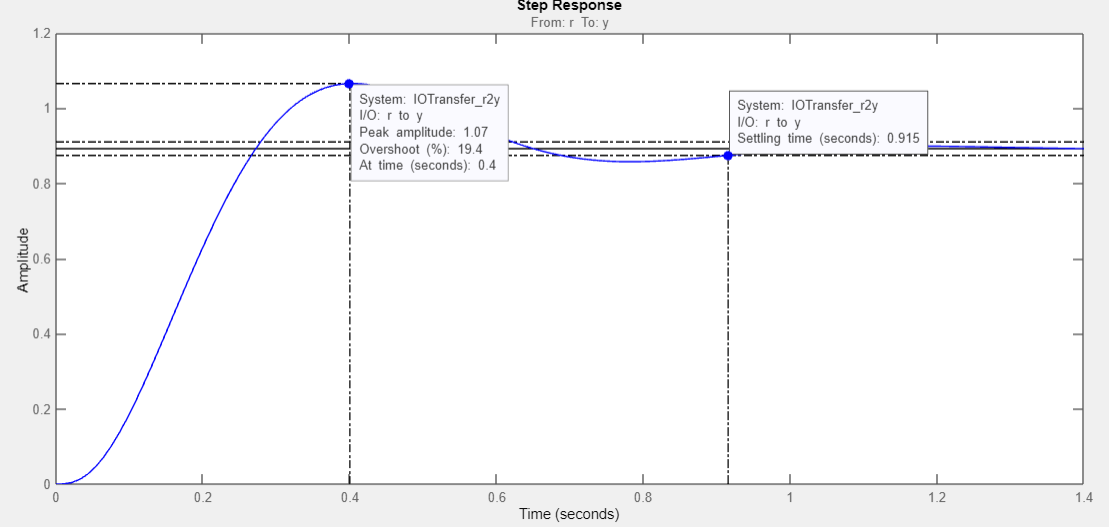 Step Response
From: r To: y
1.2
1
0.8
0.6
0.4
0.2
0
Amplitude
System: IOTransfer_r2y
I/O: r to y
Peak amplitude: 1.07
Overshoot (%): 19.4
At time (seconds): 0.4
System: IOTransfer_r2y
I/O: r to y
Settling time (seconds): 0.915
0 0.2 0.4 0.6 0.8 1 1.2 1.4
Time (seconds)